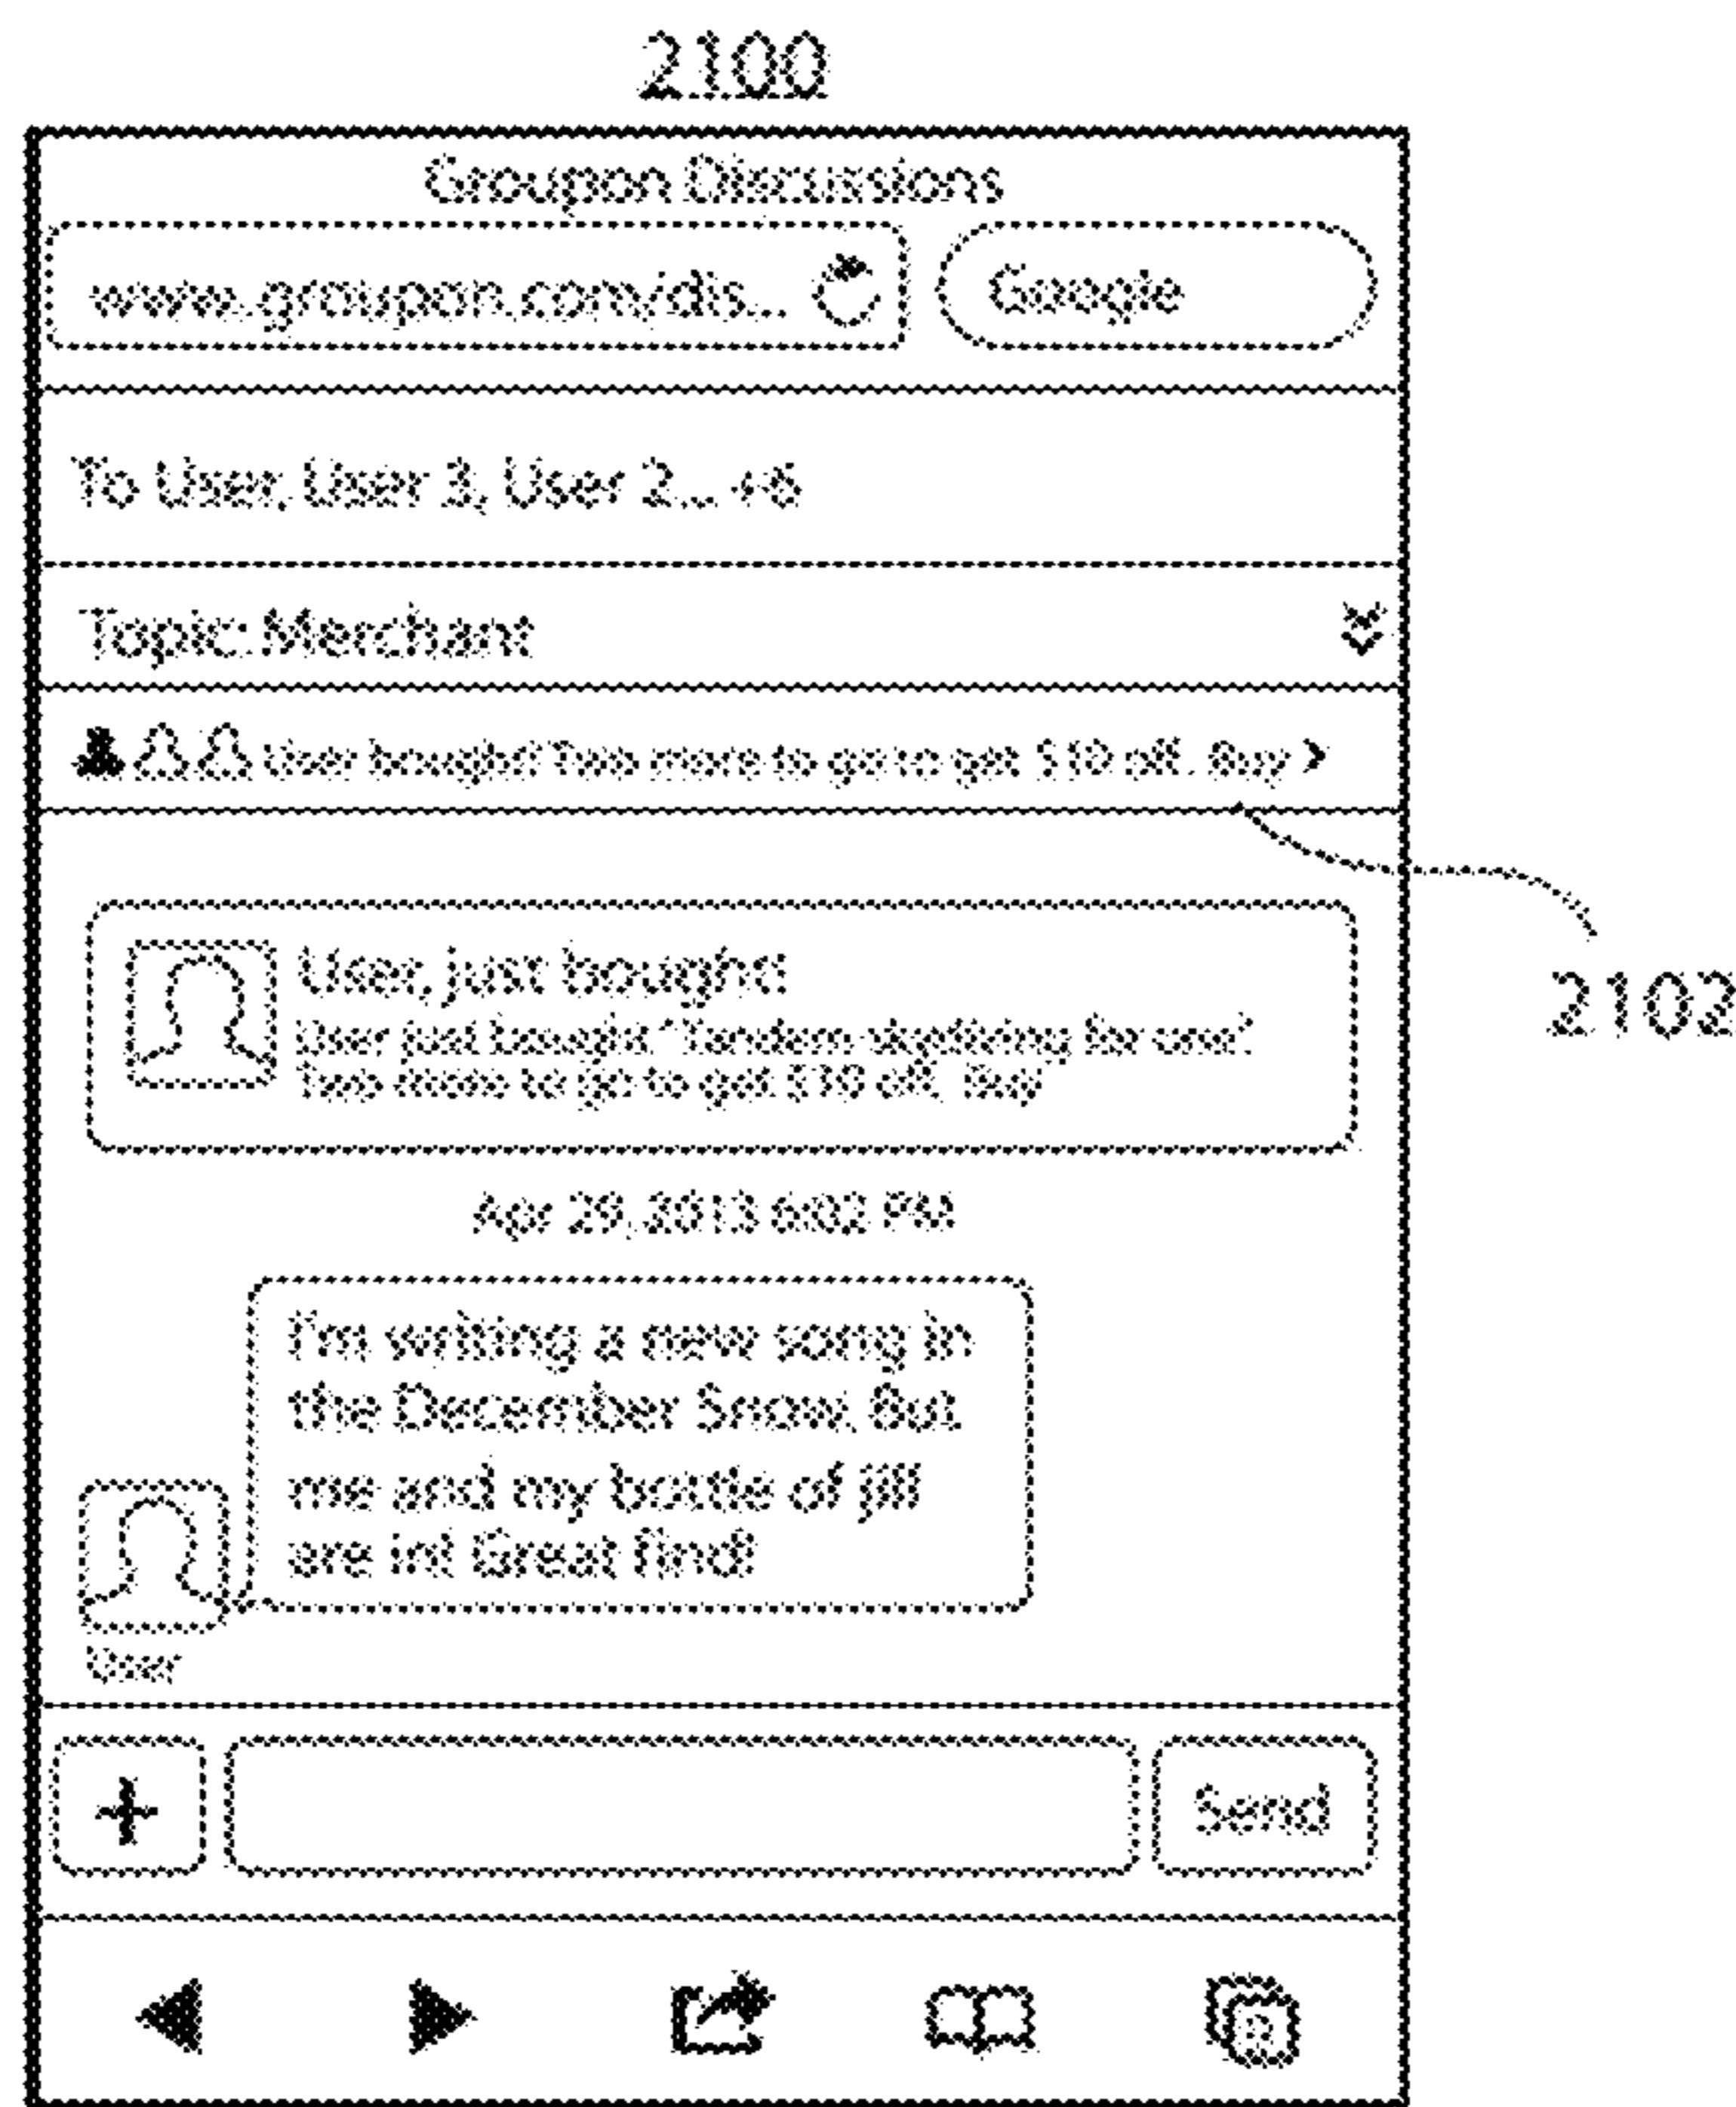 2100
Groupon Discussions
www.groupon.com/dis... Google
To User, User 3, User 2... +8
Topic: Merchant
User bought! Two more to go to get $10 off. Buy >
2102
User, just bought!
User just bought "Tandem skydiving for one"
Two more to go to get $10 off. Buy
Apr 29, 2013 6:02 PM
I'm writing a new song in
the December Snow. But
me and my bottle of jill
are in! Great find!
User
+ Send